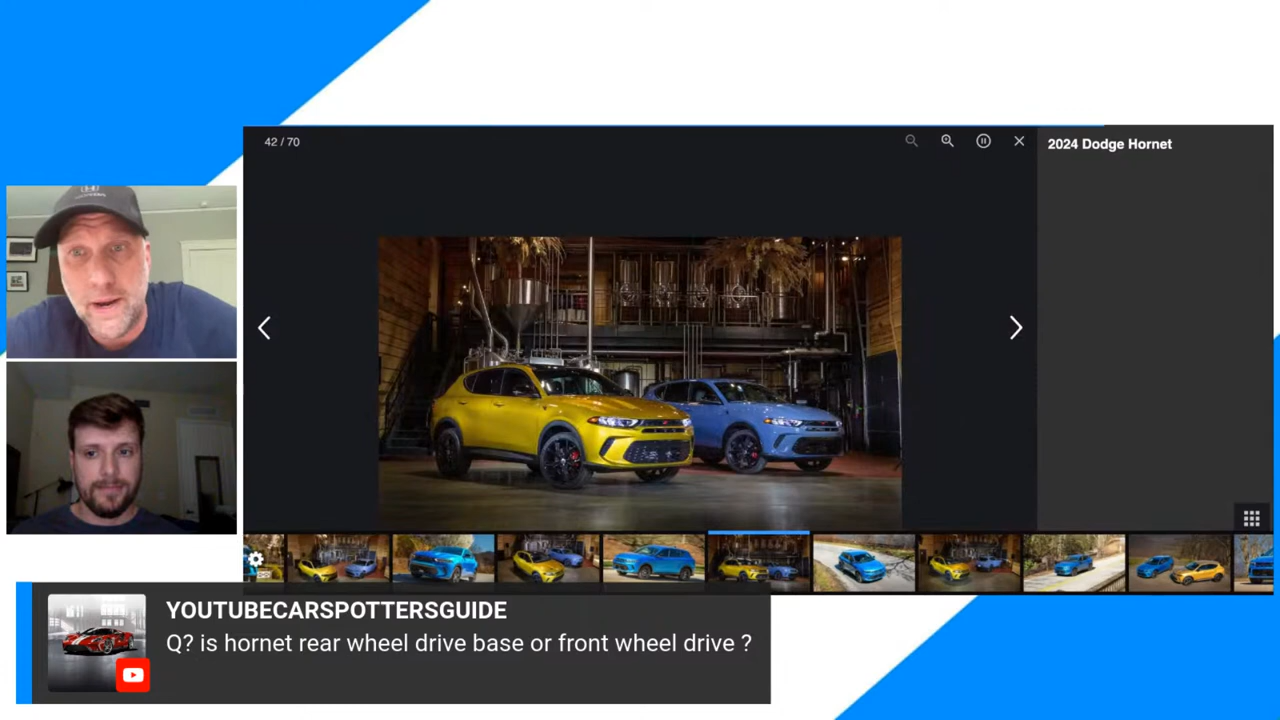 42 / 70
2024 Dodge Hornet
YOUTUBECARSPOTTERSGUIDE
Q? is hornet rear wheel drive base or front wheel drive ?